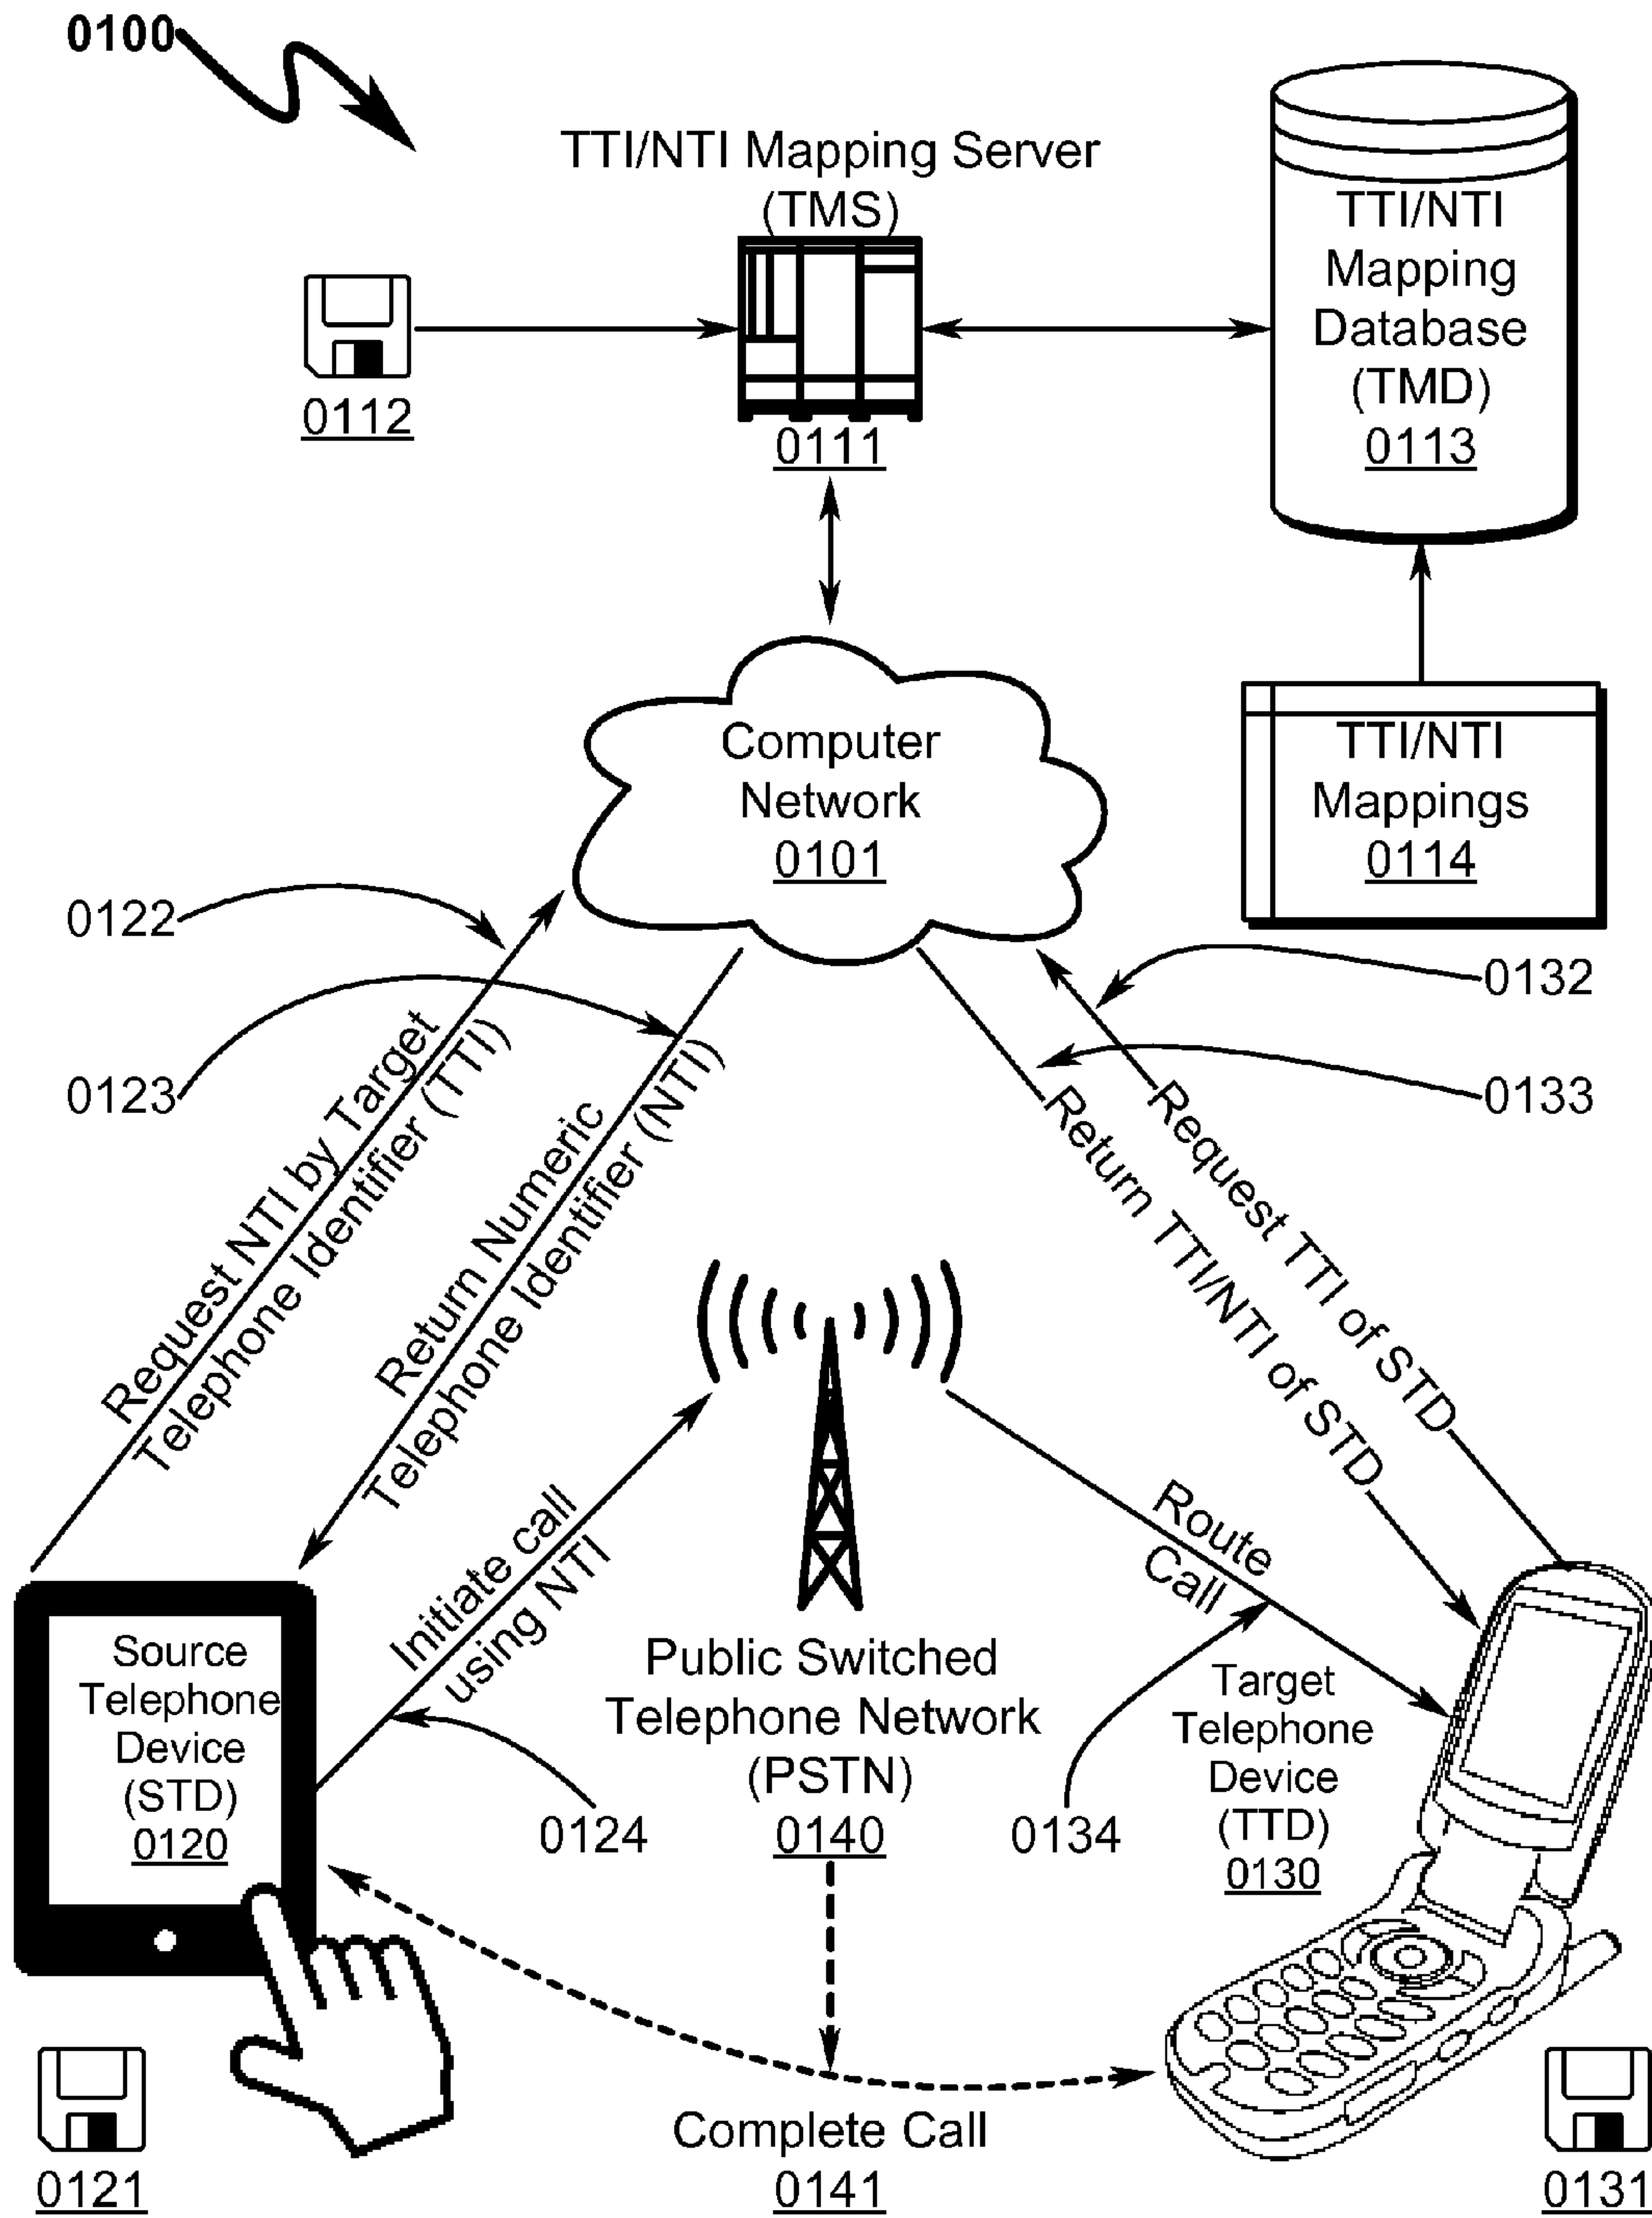 0100
TTI/NTI Mapping Server
(TMS)
0112
0111
TTI/NTI
Mapping
Database
(TMD)
0113
Computer
Network
0101
TTI/NTI
Mappings
0114
0122
0123
0132
0133
Request NTI by Target
Telephone Identifier (TTI)
Return Numeric
Telephone Identifier (NTI)
Return TTI/NTI of STD
Request TTI of STD
Initiate call
using NTI
Route
Call
Source
Telephone
Device
(STD)
0120
0124
Public Switched
Telephone Network
(PSTN)
0140
0134
Target
Telephone
Device
(TTD)
0130
Complete Call
0141
0121
0131